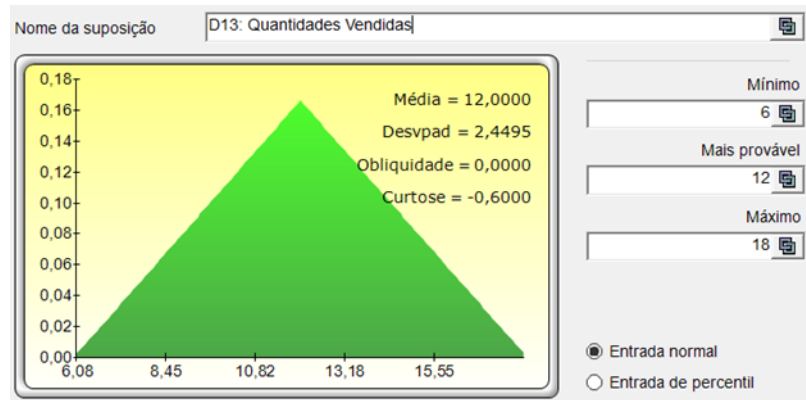 Nome da suposição D13: Quantidades Vendidas
0,18
0,16
0,14
0,12
0,10
0,08
0,06
0,04
0,02
0,00
6,08 8,45 10,82 13,18 15,55
Média = 12,0000
Desvpad = 2,4495
Obliquidade = 0,0000
Curtose = -0,6000
Mínimo
6
Mais provável
12
Máximo
18
Entrada normal
Entrada de percentil